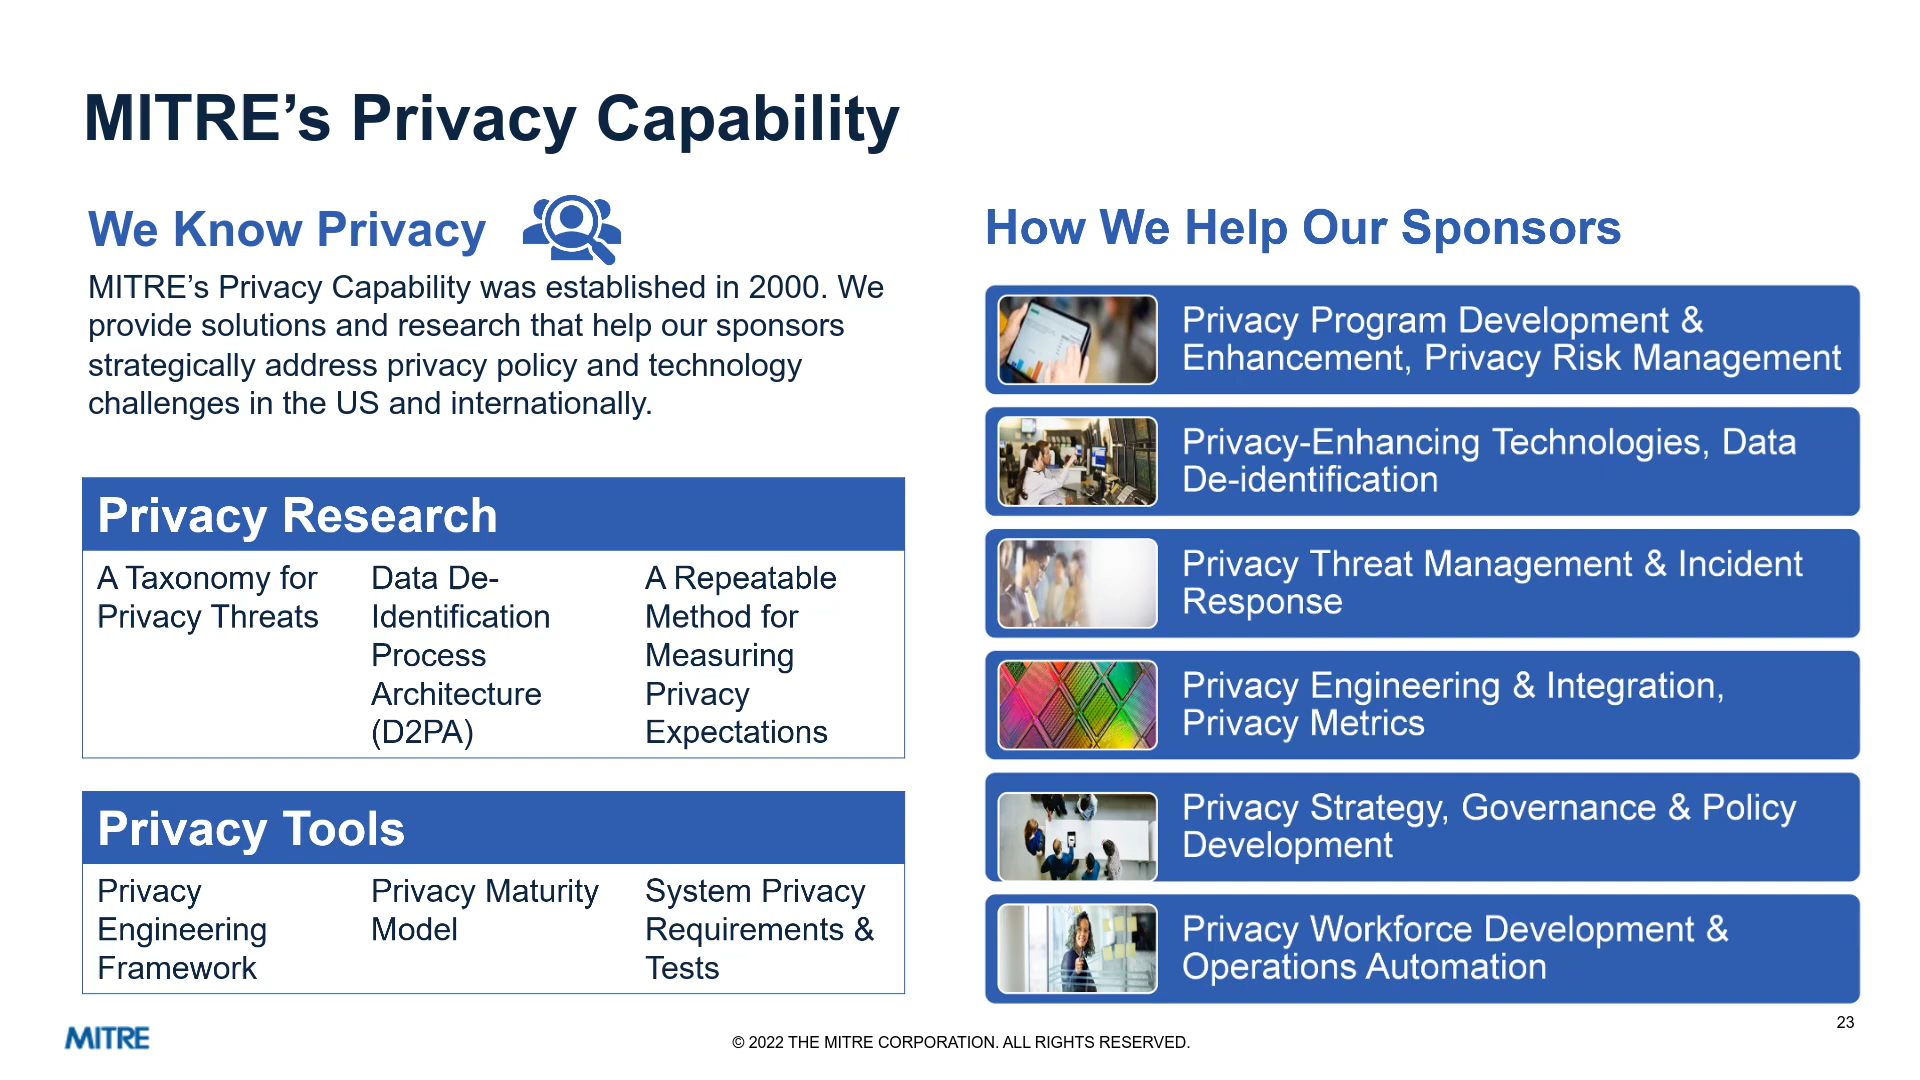 MITRE’s Privacy Capability
We Know Privacy
MITRE’s Privacy Capability was established in 2000. We
provide solutions and research that help our sponsors
strategically address privacy policy and technology
challenges in the US and internationally.
Privacy Research
A Taxonomy for
Privacy Threats
Data De-
Identification
Process
Architecture
(D2PA)
A Repeatable
Method for
Measuring
Privacy
Expectations
Privacy Tools
Privacy
Engineering
Framework
Privacy Maturity
Model
System Privacy
Requirements &
Tests
How We Help Our Sponsors
Privacy Program Development &
Enhancement, Privacy Risk Management
Privacy-Enhancing Technologies, Data
De-identification
Privacy Threat Management & Incident
Response
Privacy Engineering & Integration,
Privacy Metrics
Privacy Strategy, Governance & Policy
Development
Privacy Workforce Development &
Operations Automation
MITRE
© 2022 THE MITRE CORPORATION. ALL RIGHTS RESERVED.
23